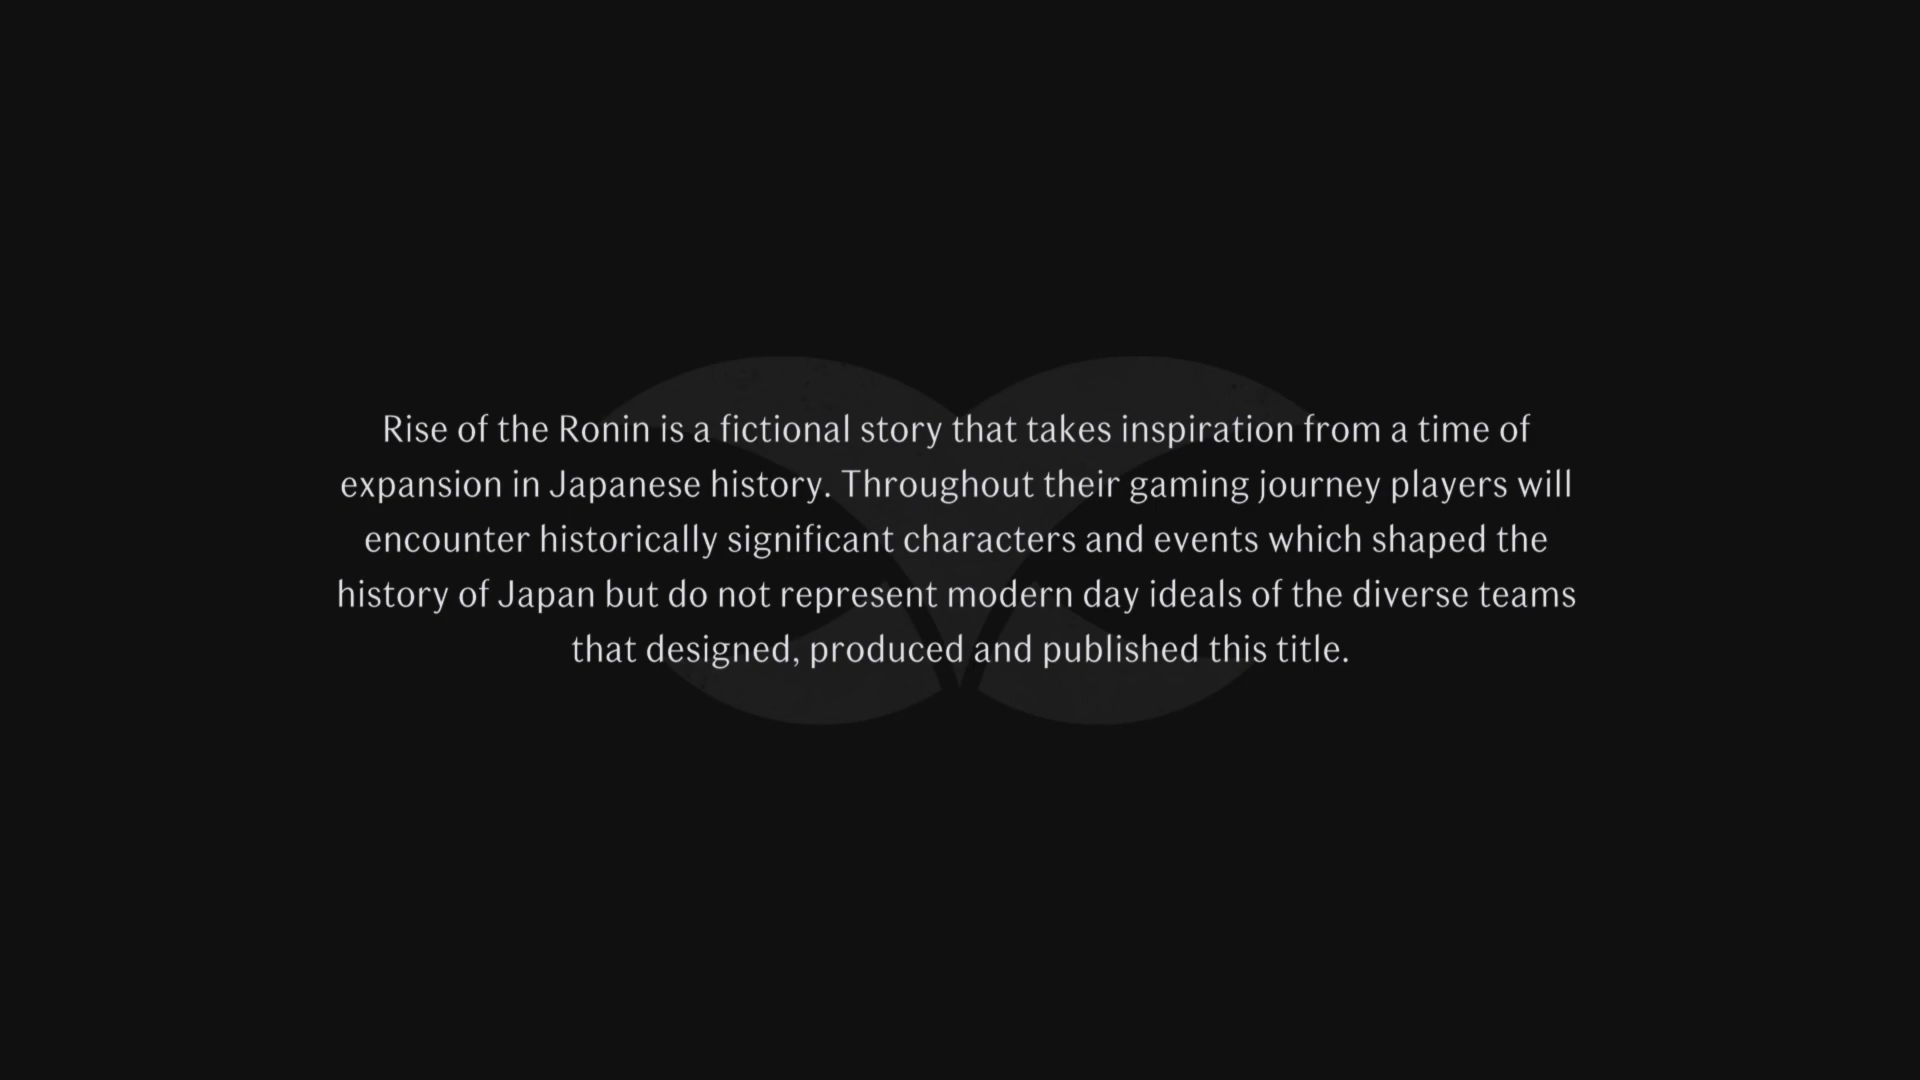 Rise of the Ronin is a fictional story that takes inspiration from a time of
expansion in Japanese history. Throughout their gaming journey players will
encounter historically significant characters and events which shaped the
history of Japan but do not represent modern day ideals of the diverse teams
that designed, produced and published this title.